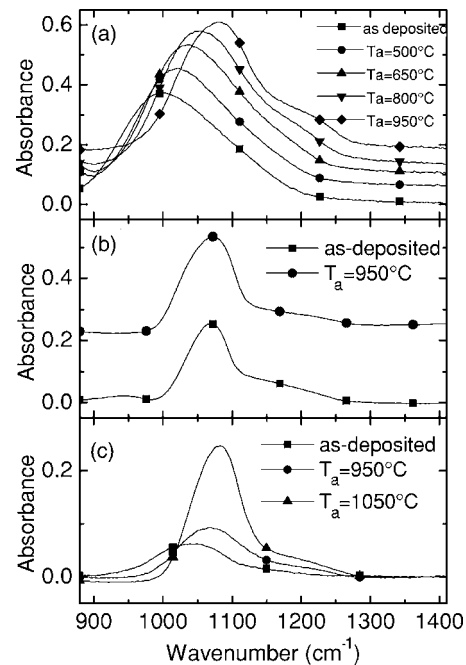 (a)
as deposited
Ta=500°C
Ta=650°C
Ta=800°C
Ta=950°C
0.6
0.4
0.2
0.0
Absorbance
(b)
as-deposited
Tₐ=950°C
0.4
0.2
0.0
Absorbance
(c)
as-deposited
Tₐ=950°C
Tₐ=1050°C
0.2
0.0
Absorbance
900 1000 1100 1200 1300 1400
Wavenumber (cm⁻¹)